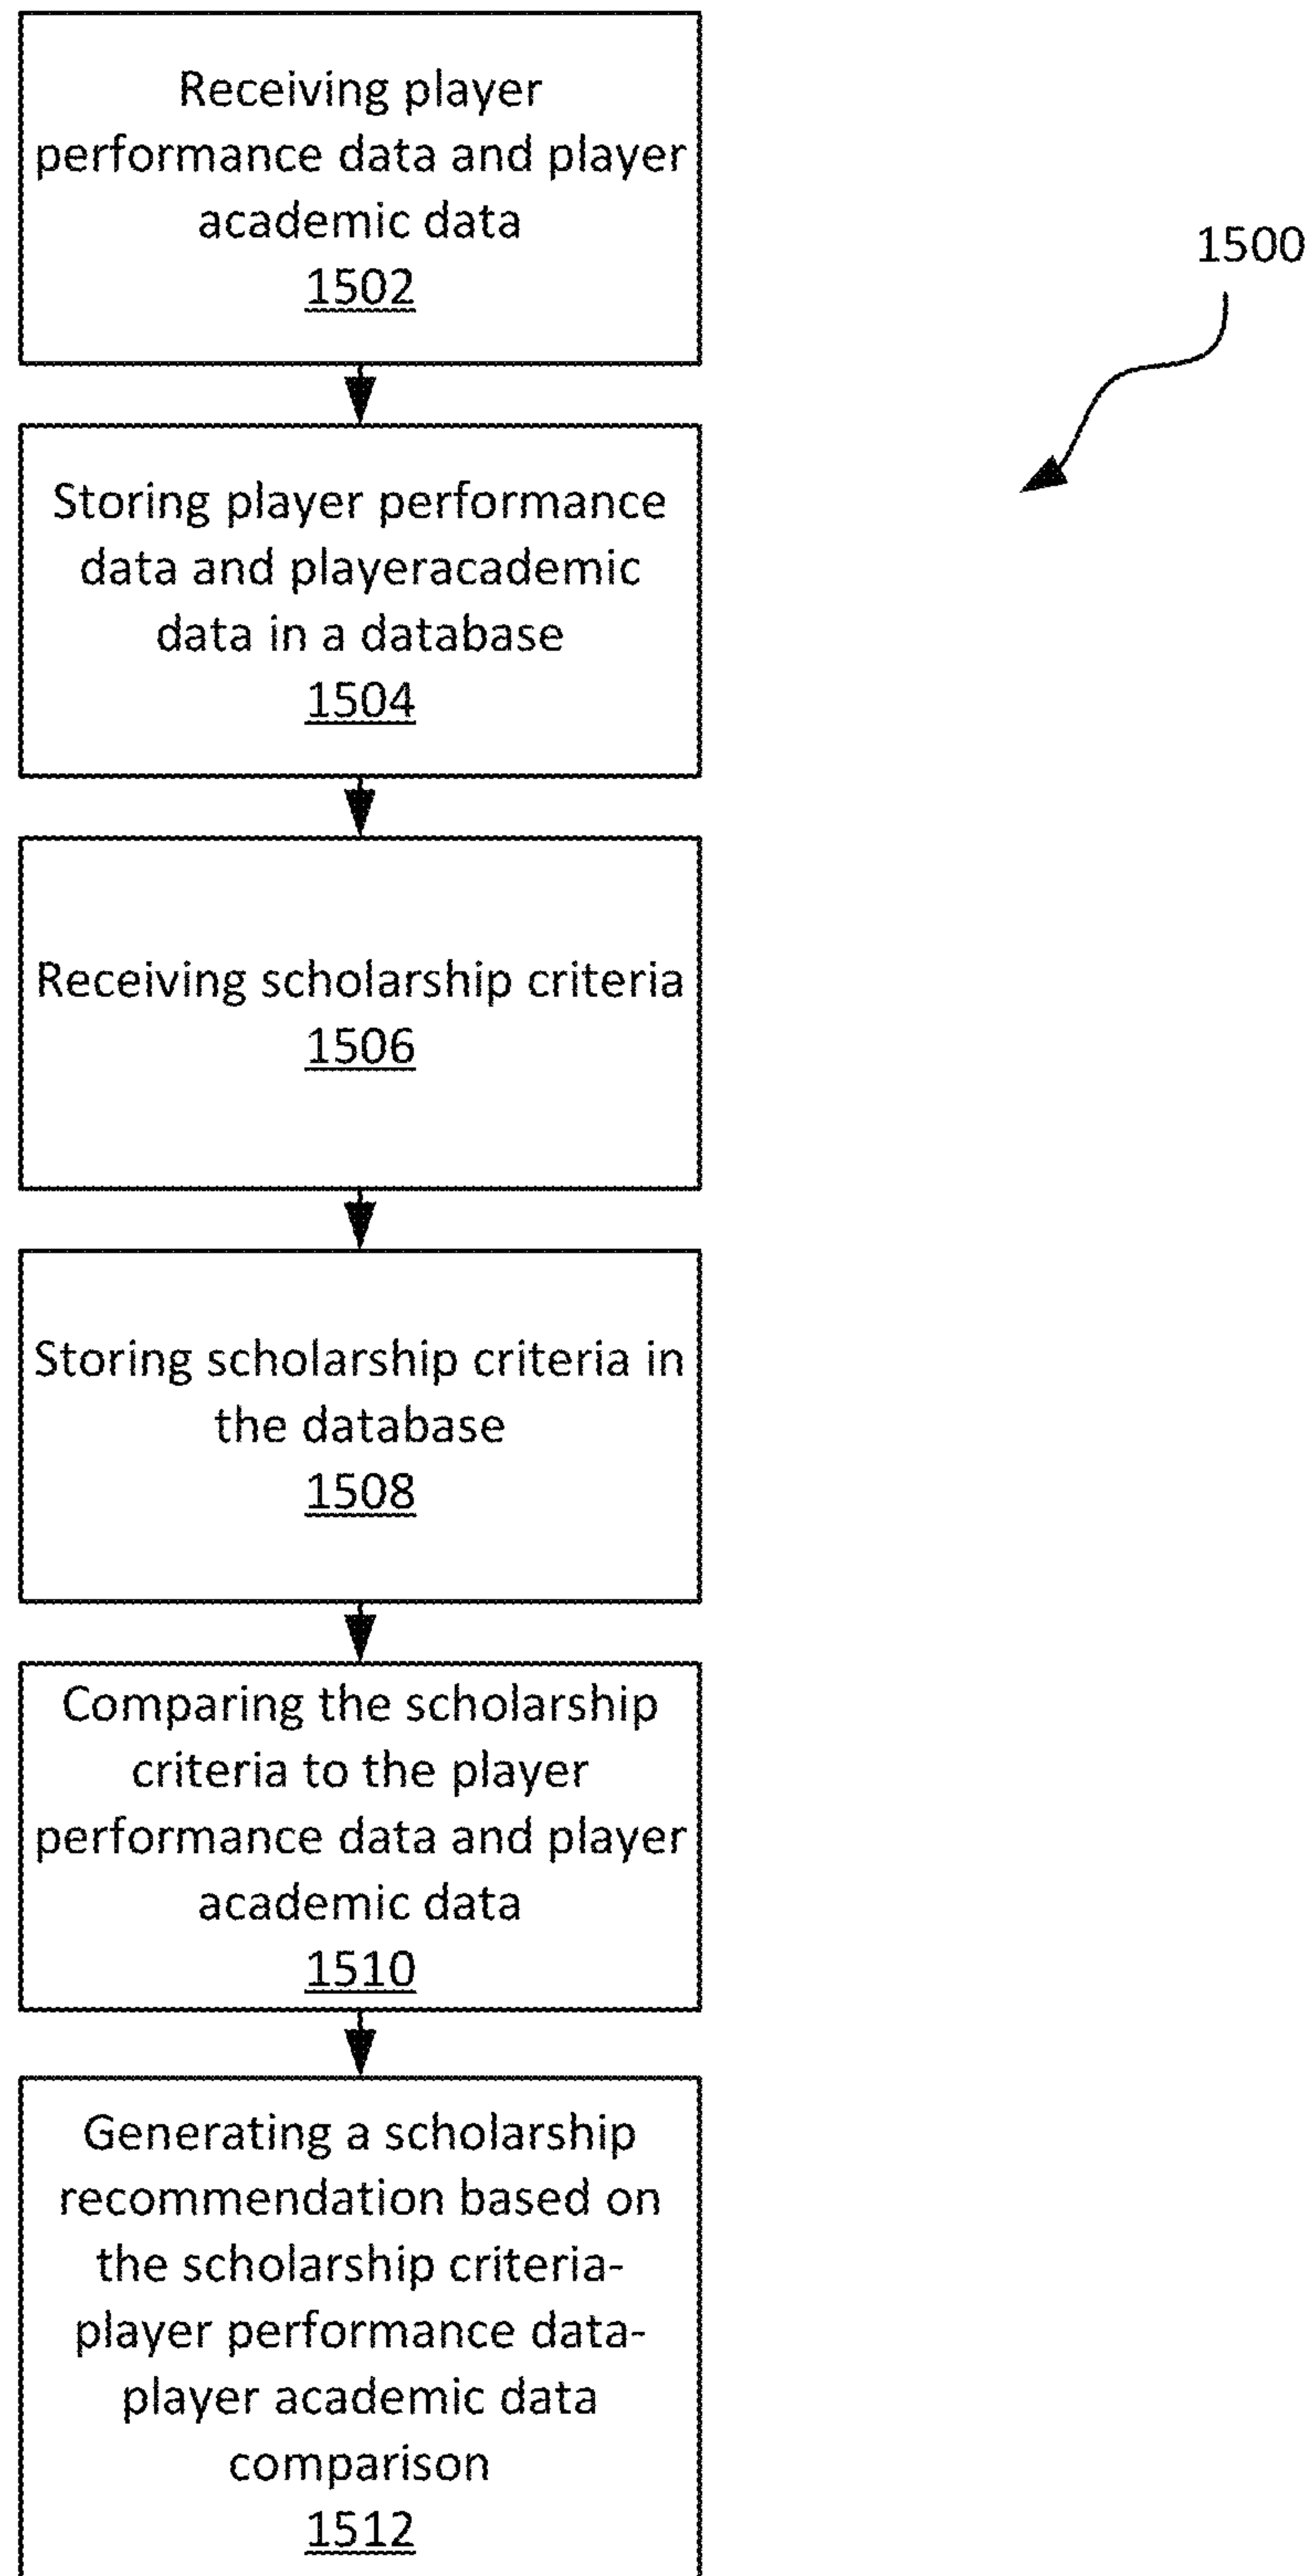 Receiving player
performance data and player
academic data
1502
1500
Storing player performance
data and playeracademic
data in a database
1504
Receiving scholarship criteria
1506
Storing scholarship criteria in
the database
1508
Comparing the scholarship
criteria to the player
performance data and player
academic data
1510
Generating a scholarship
recommendation based on
the scholarship criteria-
player performance data-
player academic data
comparison
1512